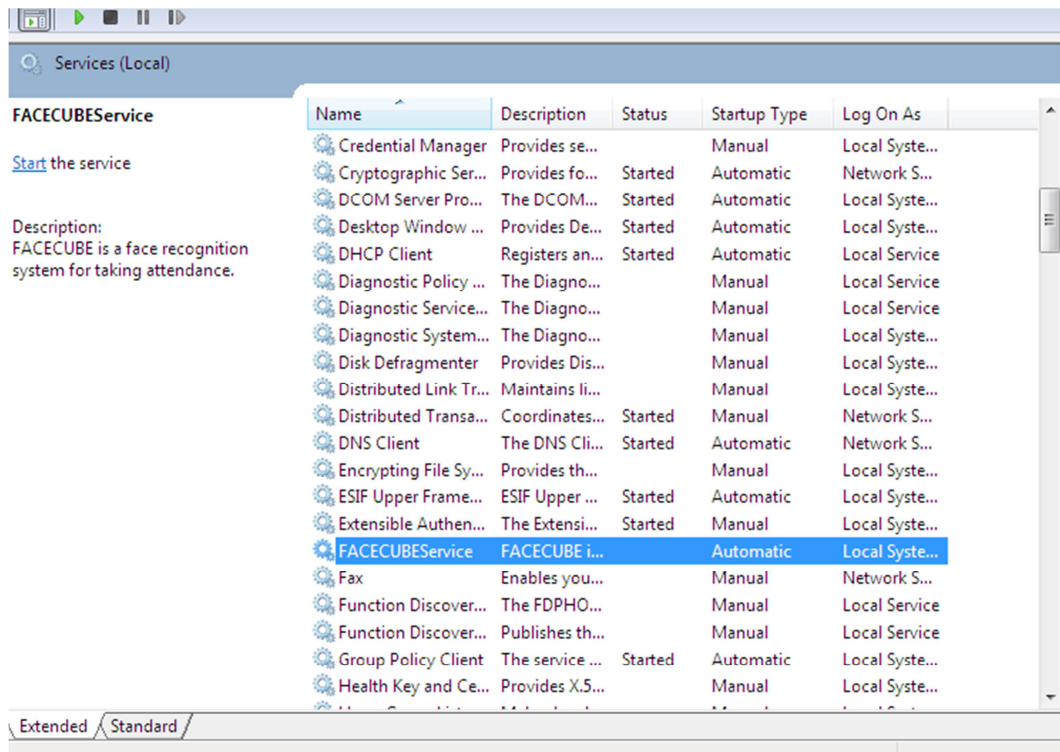 Services (Local)
FACECUBEService
Start the service
Description:
FACECUBE is a face recognition
system for taking attendance.
Name Description Status Startup Type Log On As
Credential Manager Provides se... Manual Local Syste...
Cryptographic Ser... Provides fo... Started Automatic Network S...
DCOM Server Pro... The DCOM... Started Automatic Local Syste...
Desktop Window ... Provides De... Started Automatic Local Syste...
DHCP Client Registers an... Started Automatic Local Service
Diagnostic Policy ... The Diagno... Manual Local Service
Diagnostic Service... The Diagno... Manual Local Service
Diagnostic System... The Diagno... Manual Local Syste...
Disk Defragmenter Provides Dis... Manual Local Syste...
Distributed Link Tr... Maintains li... Manual Local Syste...
Distributed Transa... Coordinates... Started Manual Network S...
DNS Client The DNS Cli... Started Automatic Network S...
Encrypting File Sy... Provides th... Manual Local Syste...
ESIF Upper Frame... ESIF Upper ... Started Automatic Local Syste...
Extensible Authen... The Extensi... Started Manual Local Syste...
FACECUBEService FACECUBE i... Automatic Local Syste...
Fax Enables you... Manual Network S...
Function Discover... The FDPHO... Manual Local Service
Function Discover... Publishes th... Manual Local Service
Group Policy Client The service ... Started Automatic Local Syste...
Health Key and Ce... Provides X.5... Manual Local Syste...
Extended Standard